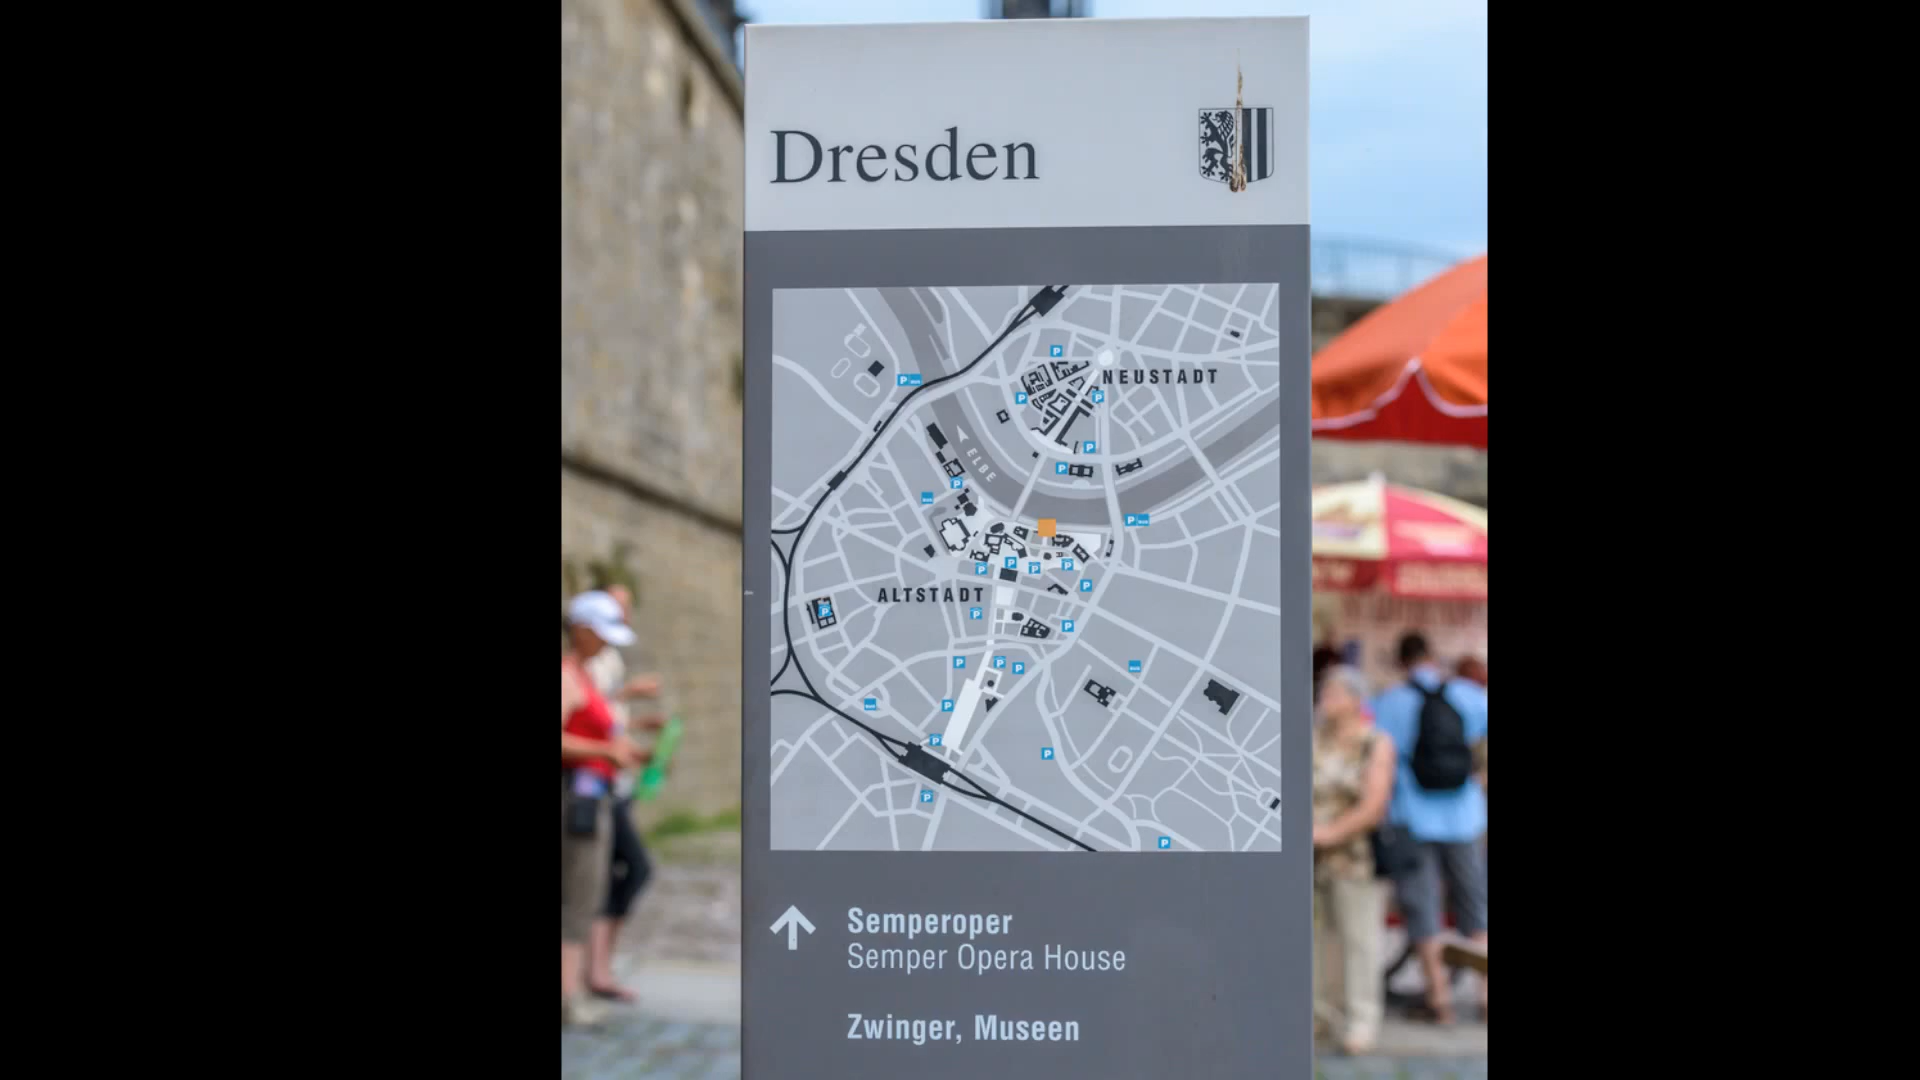 Dresden
NEUSTADT
ELBE
ALTSTADT
Semperoper
Semper Opera House
Zwinger, Museen